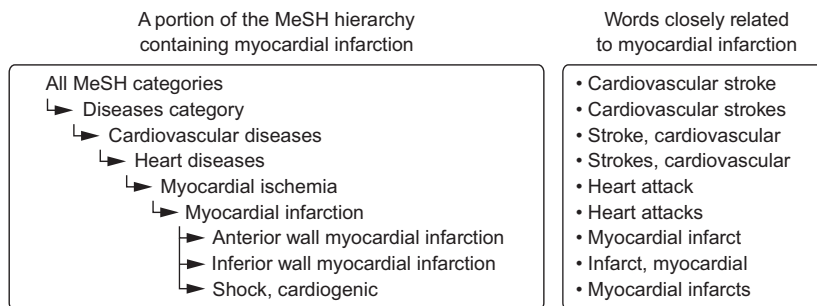 A portion of the MeSH hierarchy
containing myocardial infarction
All MeSH categories
Diseases category
Cardiovascular diseases
Heart diseases
Myocardial ischemia
Myocardial infarction
Anterior wall myocardial infarction
Inferior wall myocardial infarction
Shock, cardiogenic
Words closely related
to myocardial infarction
• Cardiovascular stroke
• Cardiovascular strokes
• Stroke, cardiovascular
• Strokes, cardiovascular
• Heart attack
• Heart attacks
• Myocardial infarct
• Infarct, myocardial
• Myocardial infarcts